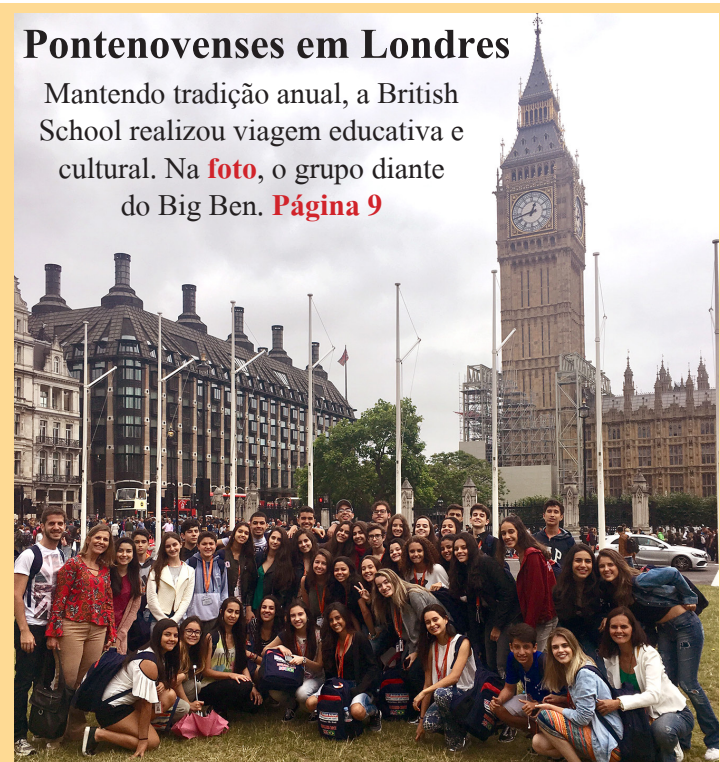 Pontenovenses em Londres
Mantendo tradição anual, a British
School realizou viagem educativa e
cultural. Na foto, o grupo diante
do Big Ben. Página 9